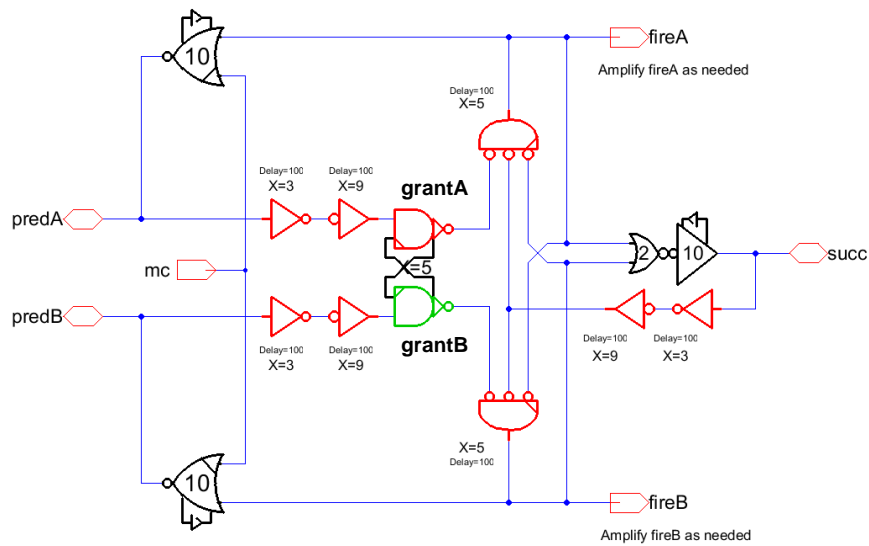 fireA
10
Amplify fireA as needed
Delay=100
X=5
Delay=100
X=3
Delay=100
X=9
grantA
predA
2
10
succ
mc
=5
predB
grantB
Delay=100
X=3
Delay=100
X=9
Delay=100
X=9
Delay=100
X=3
X=5
Delay=100
10
fireB
Amplify fireB as needed